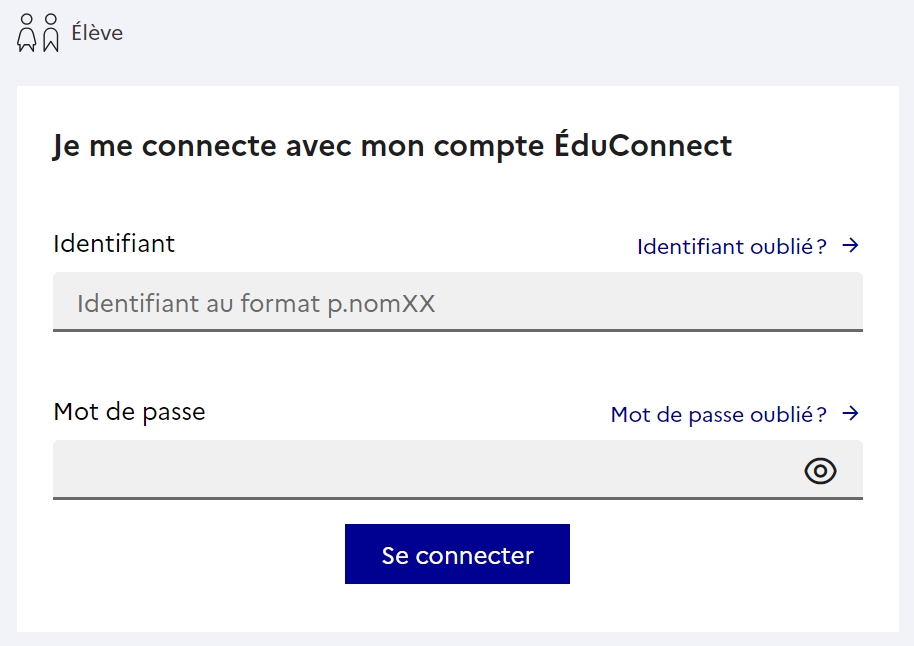 Élève
Je me connecte avec mon compte ÉduConnect
Identifiant
Identifiant oublié ?
Identifiant au format p.nomXX
Mot de passe
Mot de passe oublié ?
Se connecter